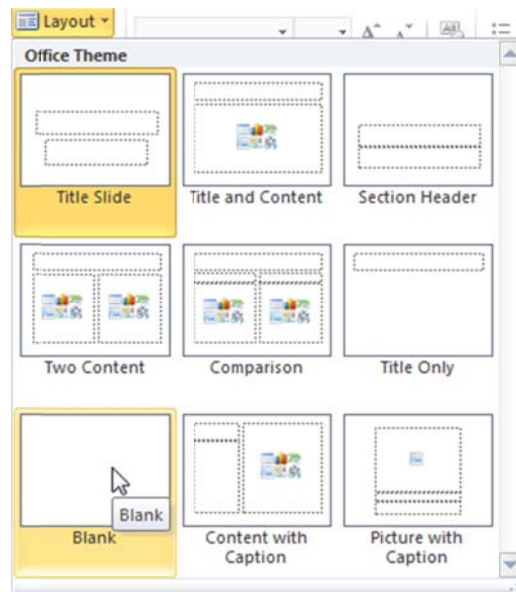 Layout
Office Theme
Title Slide
Title and Content
Section Header
Two Content
Comparison
Title Only
Blank
Blank
Content with
Caption
Picture with
Caption